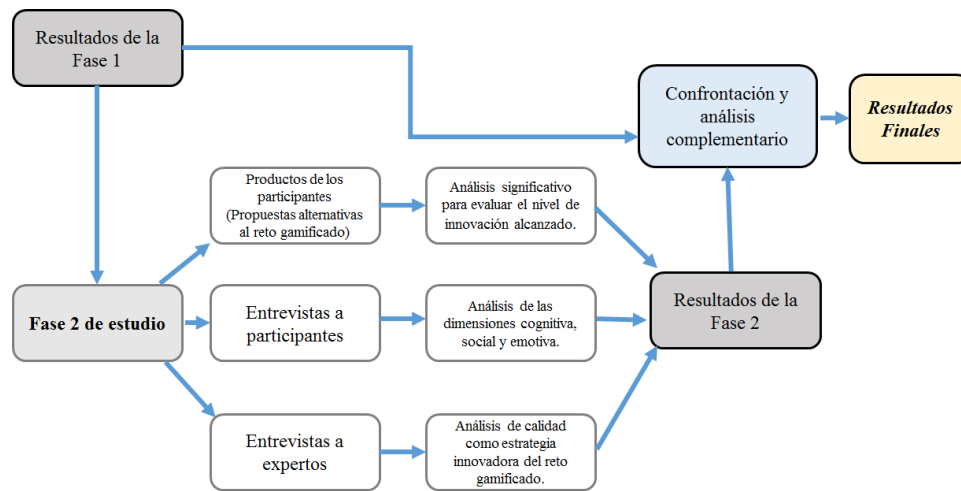 Resultados de la
Fase 1
Confrontación y
análisis
complementario
Resultados
Finales
Productos de los
participantes
(Propuestas alternativas
al reto gamificado)
Análisis significativo
para evaluar el nivel de
innovación alcanzado.
Fase 2 de estudio
Entrevistas a
participantes
Análisis de las
dimensiones cognitiva,
social y emotiva.
Resultados de la
Fase 2
Entrevistas a
expertos
Análisis de calidad
como estrategia
innovadora del reto
gamificado.